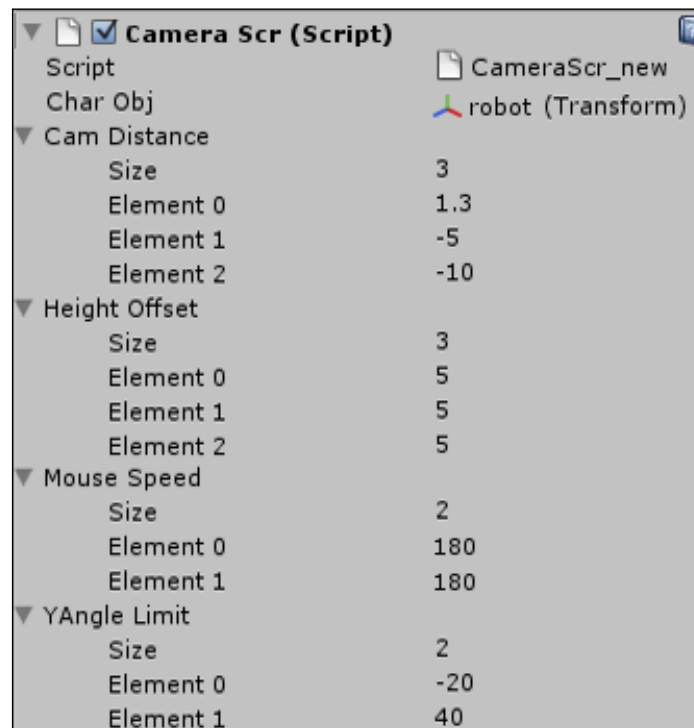 Camera Scr (Script)
Script CameraScr_new
Char Obj robot (Transform)
Cam Distance
Size 3
Element 0 1.3
Element 1 -5
Element 2 -10
Height Offset
Size 3
Element 0 5
Element 1 5
Element 2 5
Mouse Speed
Size 2
Element 0 180
Element 1 180
YAngle Limit
Size 2
Element 0 -20
Element 1 40